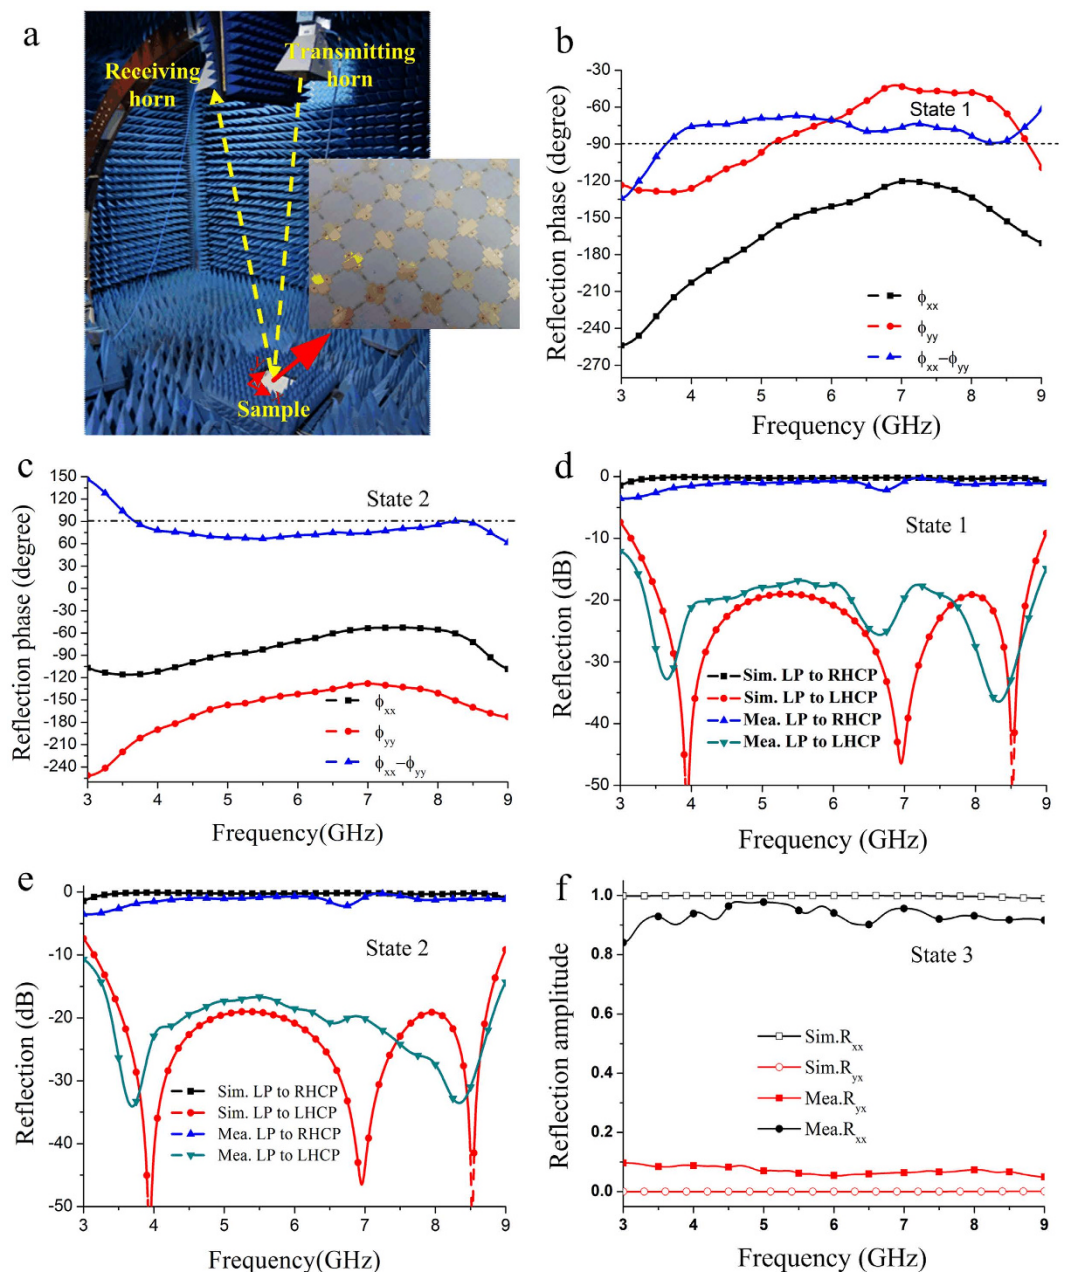 a
Receiving
horn
Transmitting
horn
Sample
b
-30
-60
-90
-120
-150
-180
-210
-240
-270
Reflection phase (degree)
State 1
ϕxx
ϕyy
ϕxx−ϕyy
3 4 5 6 7 8 9
Frequency (GHz)
c
150
120
90
60
30
0
-30
-60
-90
-120
-150
-180
-210
-240
Reflection phase (degree)
State 2
ϕxx
ϕyy
ϕxx−ϕyy
3 4 5 6 7 8 9
Frequency(GHz)
d
0
-10
-20
-30
-40
-50
Reflection (dB)
State 1
Sim. LP to RHCP
Sim. LP to LHCP
Mea. LP to RHCP
Mea. LP to LHCP
3 4 5 6 7 8 9
Frequency (GHz)
e
0
-10
-20
-30
-40
-50
Reflection (dB)
State 2
Sim. LP to RHCP
Sim. LP to LHCP
Mea. LP to RHCP
Mea. LP to LHCP
3 4 5 6 7 8 9
Frequency(GHz)
f
1.0
0.8
0.6
0.4
0.2
0.0
Reflection amplitude
State 3
Sim.Rxx
Sim.Ryx
Mea.Ryx
Mea.Rxx
3 4 5 6 7 8 9
Frequency (GHz)